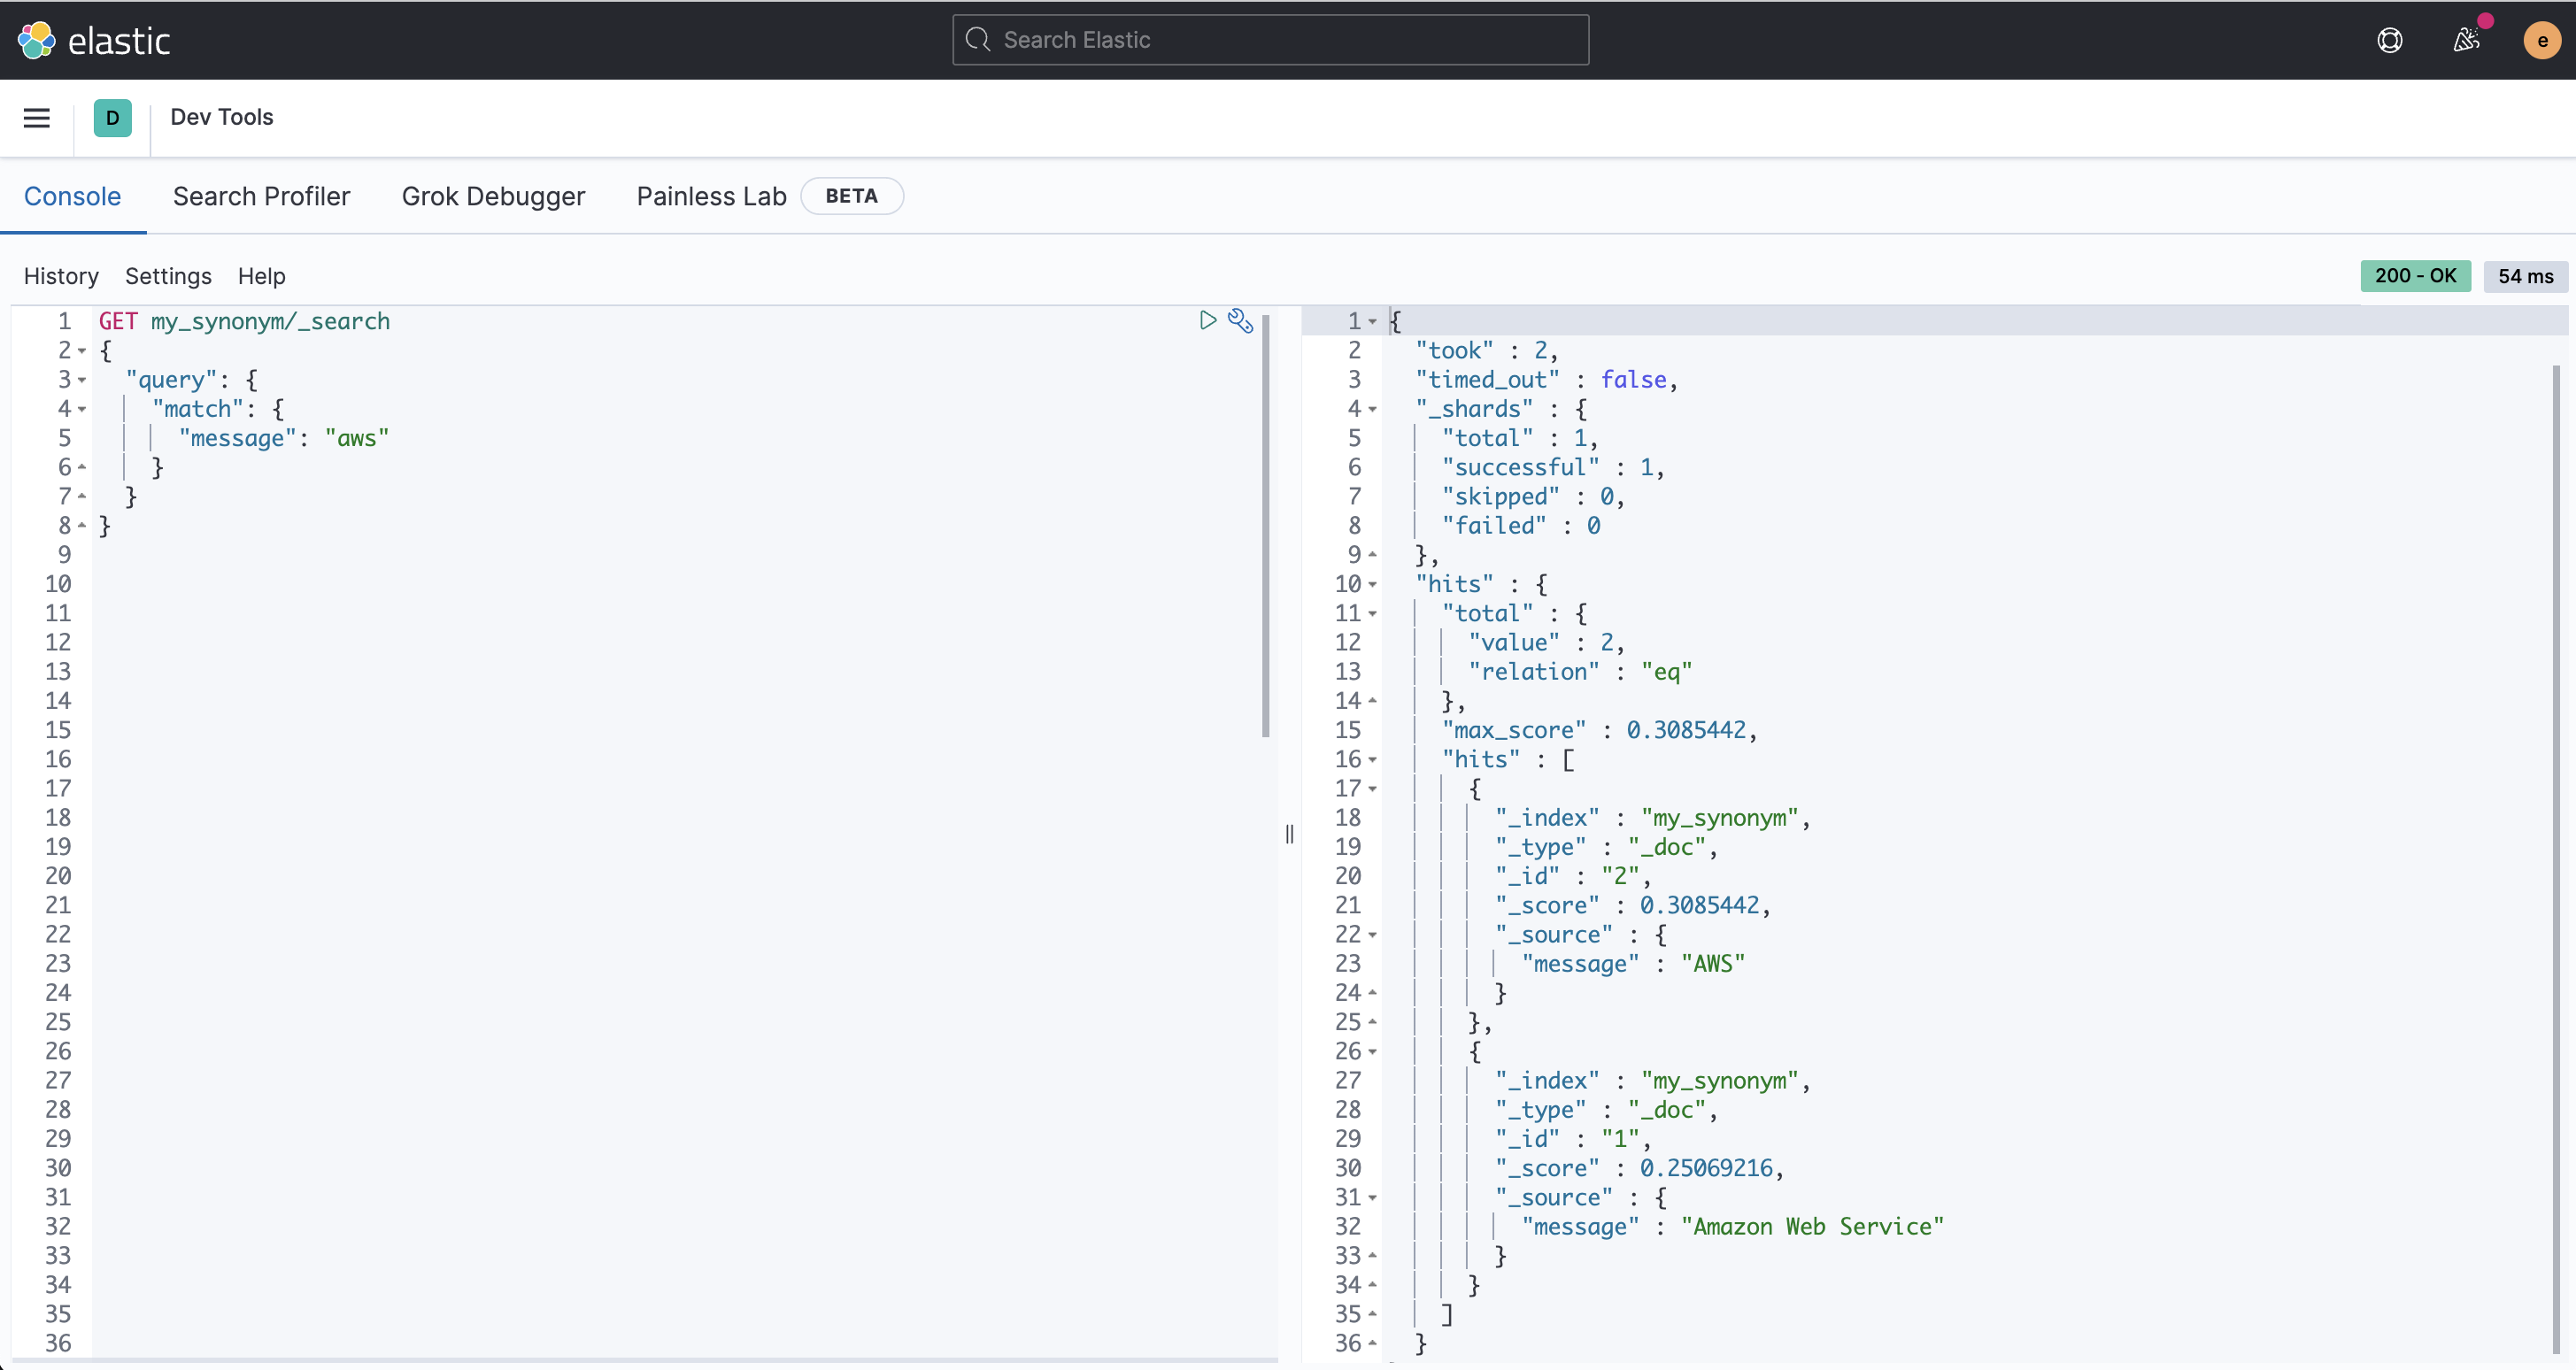 elastic
Search Elastic
e
D
Dev Tools
Console
Search Profiler
Grok Debugger
Painless Lab
BETA
History
Settings
Help
200 - OK
54 ms
1 GET my_synonym/_search
2 {
3 "query": {
4 "match": {
5 "message": "aws"
6 }
7 }
8 }
9
10
11
12
13
14
15
16
17
18
19
20
21
22
23
24
25
26
27
28
29
30
31
32
33
34
35
36
1 {
2 "took" : 2,
3 "timed_out" : false,
4 "_shards" : {
5 "total" : 1,
6 "successful" : 1,
7 "skipped" : 0,
8 "failed" : 0
9 },
10 "hits" : {
11 "total" : {
12 "value" : 2,
13 "relation" : "eq"
14 },
15 "max_score" : 0.3085442,
16 "hits" : [
17 {
18 "_index" : "my_synonym",
19 "_type" : "_doc",
20 "_id" : "2",
21 "_score" : 0.3085442,
22 "_source" : {
23 "message" : "AWS"
24 }
25 },
26 {
27 "_index" : "my_synonym",
28 "_type" : "_doc",
29 "_id" : "1",
30 "_score" : 0.25069216,
31 "_source" : {
32 "message" : "Amazon Web Service"
33 }
34 }
35 ]
36 }